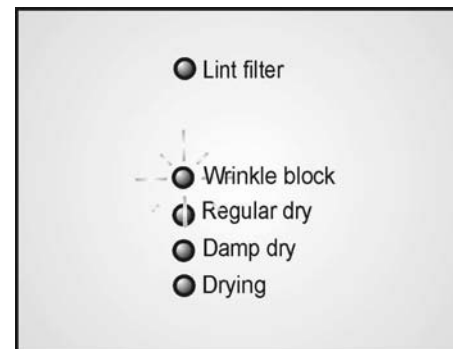 Lint filter
Wrinkle block
Regular dry
Damp dry
Drying